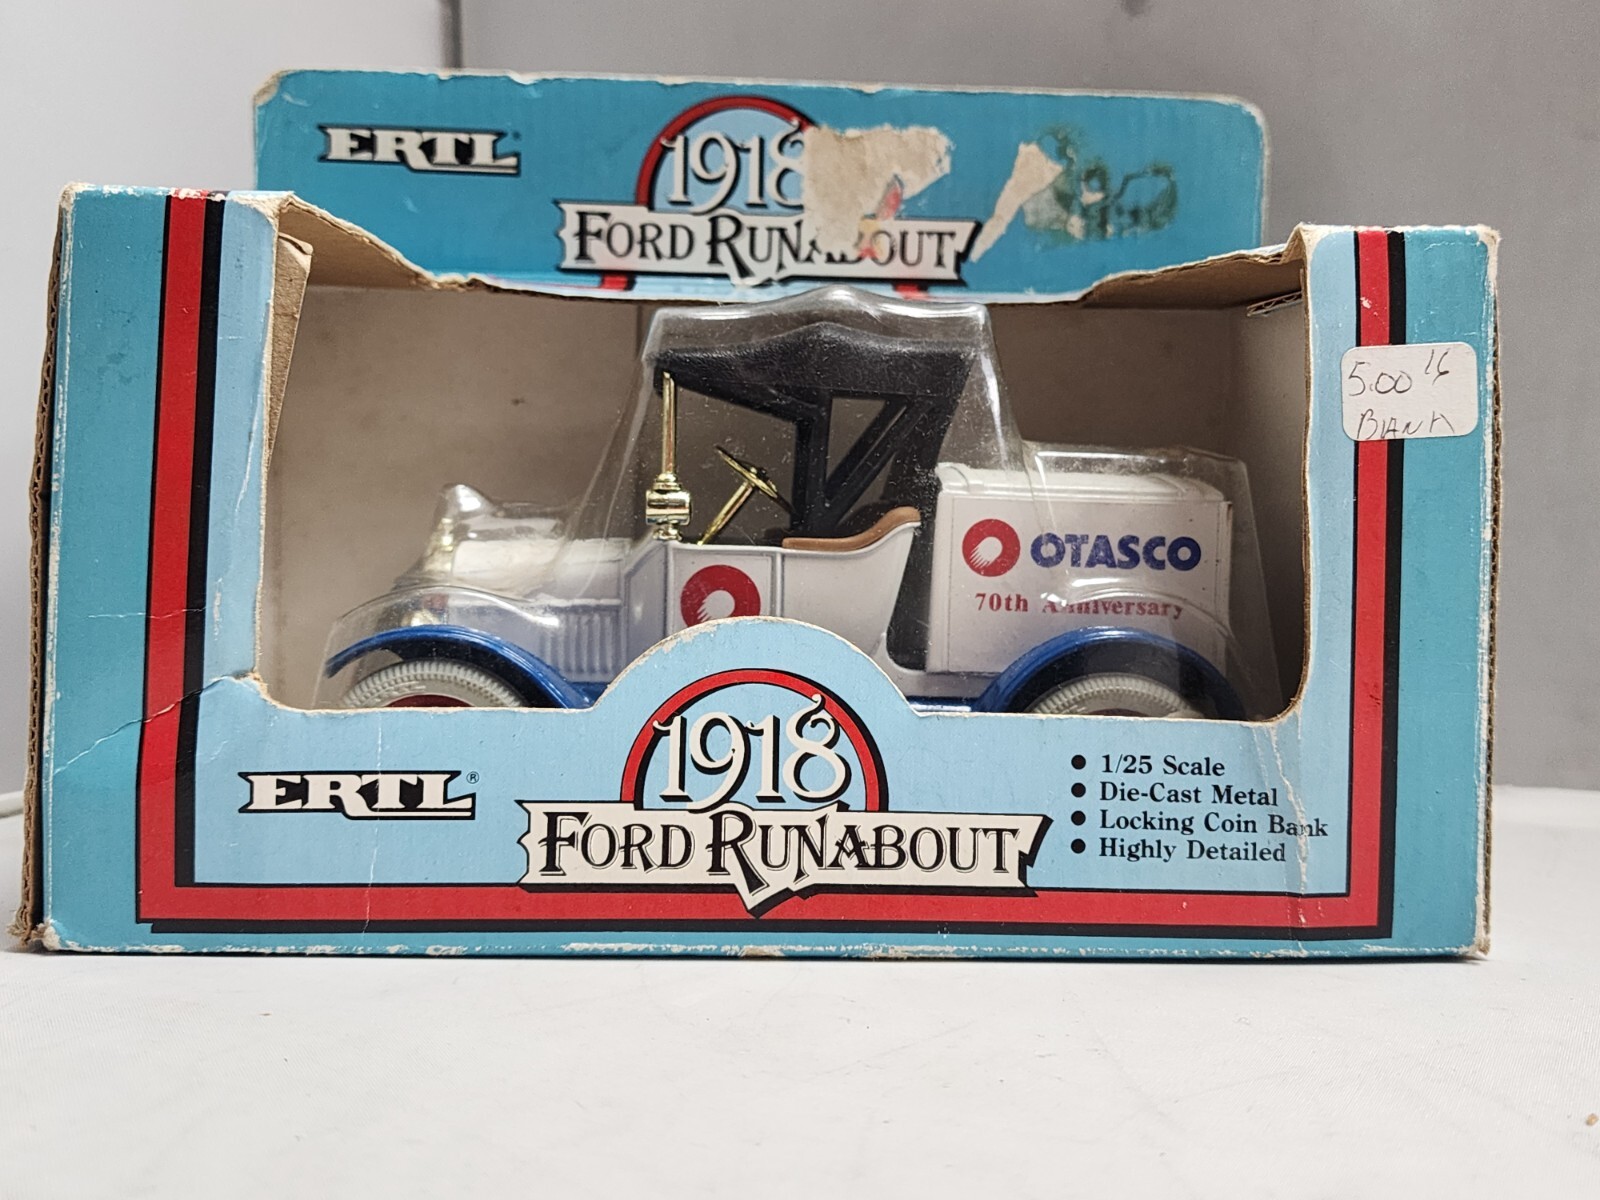 ERTL
1918
FORD RUNABOUT
5.00
BANK
OTASCO
70th Anniversary
ERTL®
1918
FORD RUNABOUT
• 1/25 Scale
• Die-Cast Metal
• Locking Coin Bank
• Highly Detailed